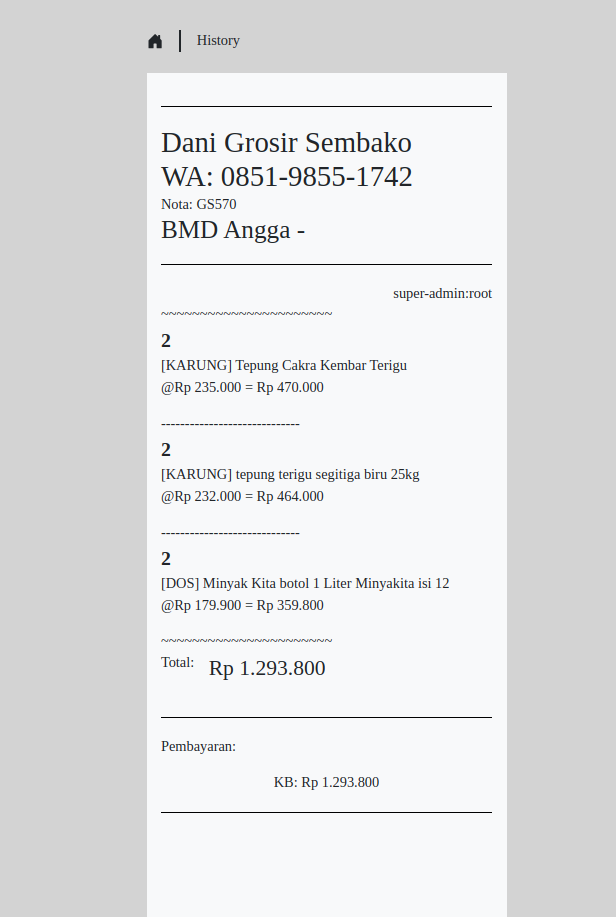 History
Dani Grosir Sembako
WA: 0851-9855-1742
Nota: GS570
BMD Angga -
super-admin:root
~~~~~~~~~~~~~~~~~~~~~~
2
[KARUNG] Tepung Cakra Kembar Terigu
@Rp 235.000 = Rp 470.000
-----------------------------
2
[KARUNG] tepung terigu segitiga biru 25kg
@Rp 232.000 = Rp 464.000
-----------------------------
2
[DOS] Minyak Kita botol 1 Liter Minyakita isi 12
@Rp 179.900 = Rp 359.800
~~~~~~~~~~~~~~~~~~~~~~
Total: Rp 1.293.800
Pembayaran:
KB: Rp 1.293.800